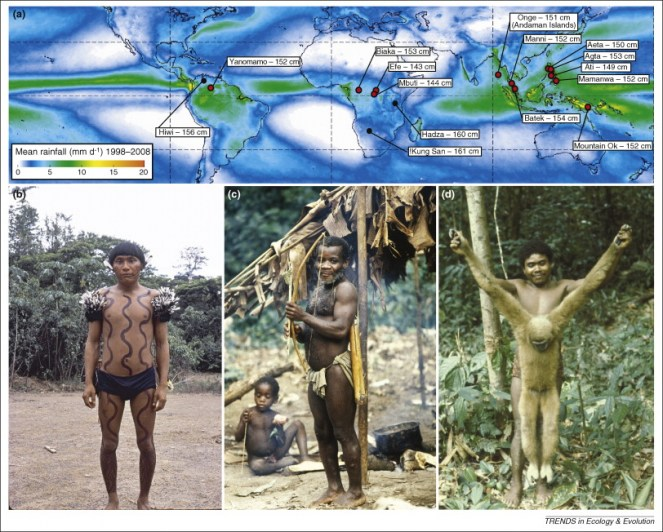 (a)
Onge – 151 cm
(Andaman Islands)
Manni – 152 cm
Aeta – 150 cm
Agta – 153 cm
Ati – 149 cm
Mamanwa – 152 cm
Biaka – 153 cm
Efe – 143 cm
Mbuti – 144 cm
Yanomamo – 152 cm
Hiwi – 156 cm
Hadza – 160 cm
!Kung San – 161 cm
Batek – 154 cm
Mountain Ok – 152 cm
Mean rainfall (mm d⁻¹) 1998–2008
0 5 10 15 20
(b)
(c)
(d)
TRENDS in Ecology & Evolution